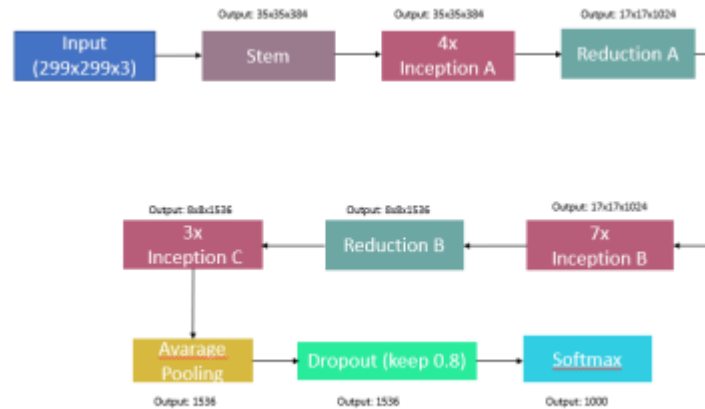 Output: 35x35x384
Output: 35x35x384
Output: 17x17x1024
Input
(299x299x3)
Stem
4x
Inception A
Reduction A
Output: 8x8x1536
Output: 8x8x1536
Output: 17x17x1024
3x
Inception C
Reduction B
7x
Inception B
Avarage
Pooling
Dropout (keep 0.8)
Softmax
Output: 1536
Output: 1536
Output: 1000